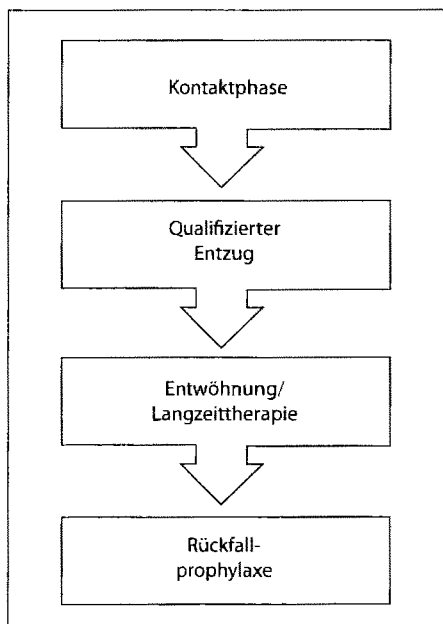 Kontaktphase
Qualifizierter
Entzug
Entwöhnung/
Langzeittherapie
Rückfall-
prophylaxe